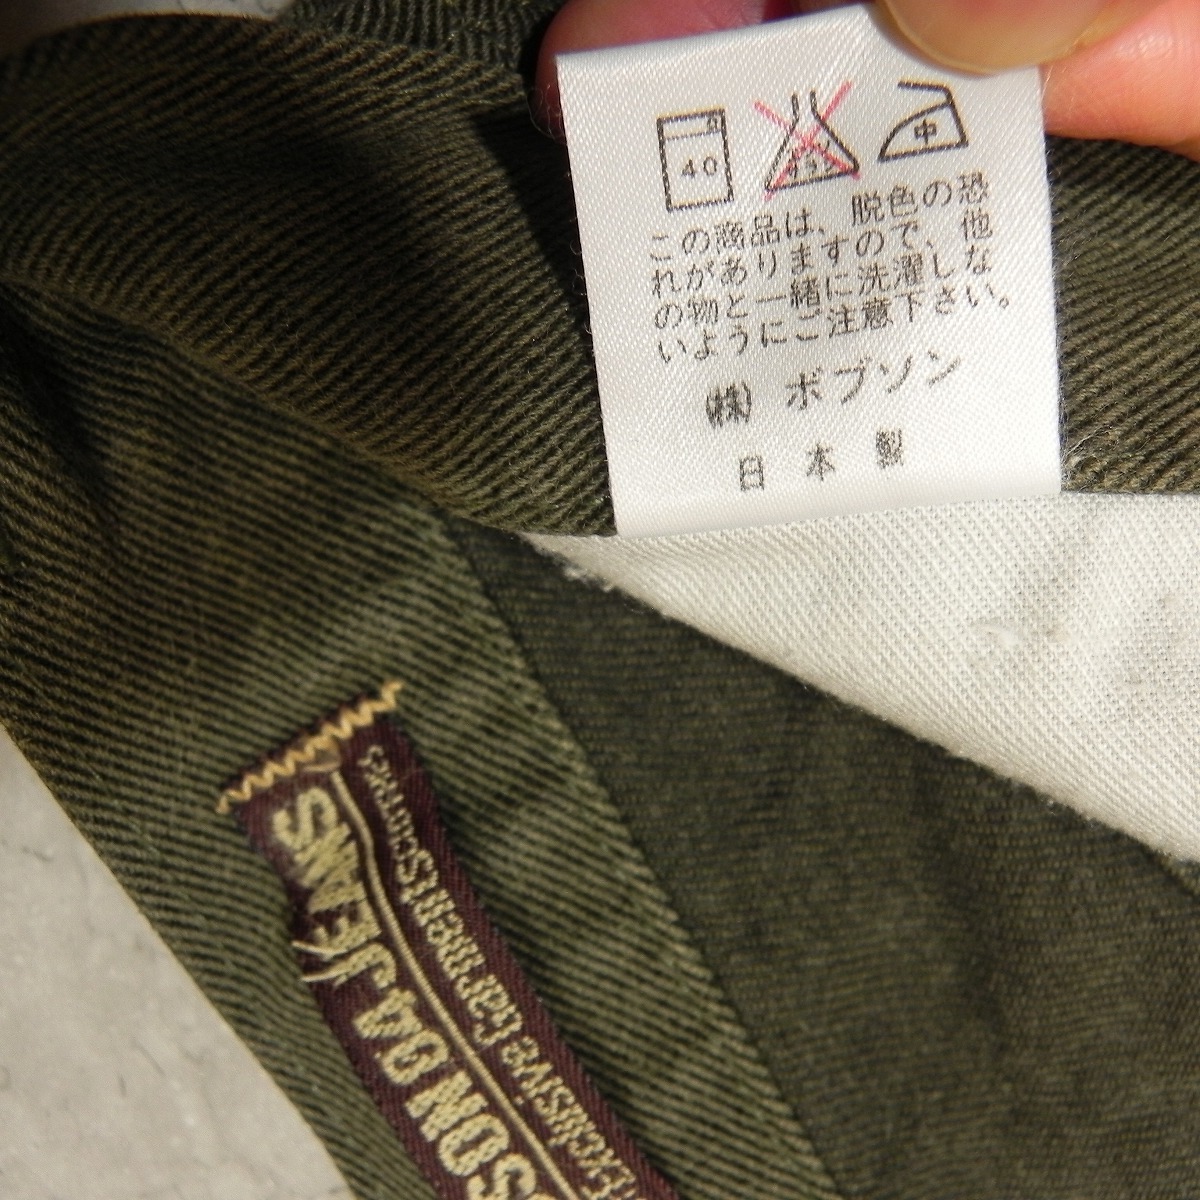 40
中
この商品は、脱色の恐
れがありますので、他
の物と一緒に洗濯しな
いようにご注意下さい。
㈱ ボブソン
日本製
SON 04 JEANS